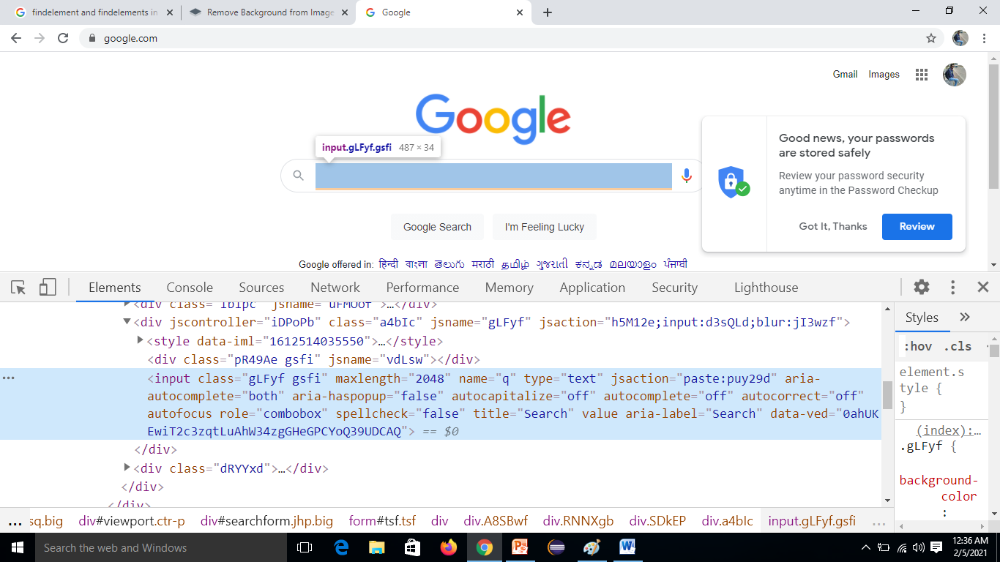 findelement and findelements in
Remove Background from Image
Google
google.com
Gmail Images
Google
input.gLFyf.gsfi 487 × 34
Good news, your passwords
are stored safely
Review your password security
anytime in the Password Checkup
Got It, Thanks Review
Google Search I'm Feeling Lucky
Google offered in: हिन्दी বাংলা తెలుగు मराठी தமிழ் ગુજરાતી ಕನ್ನಡ മലയാളം ਪੰਜਾਬੀ
Elements Console Sources Network Performance Memory Application Security Lighthouse
<div class="lbIpc" jsname="uFMOof">…</div>
<div jscontroller="iDPoPb" class="a4bIc" jsname="gLFyf" jsaction="h5M12e;input:d3sQLd;blur:jI3wzf">
<style data-iml="1612514035550">…</style>
<div class="pR49Ae gsfi" jsname="vdLsw"></div>
… <input class="gLFyf gsfi" maxlength="2048" name="q" type="text" jsaction="paste:puy29d" aria-
autocomplete="both" aria-haspopup="false" autocapitalize="off" autocomplete="off" autocorrect="off"
autofocus role="combobox" spellcheck="false" title="Search" value aria-label="Search" data-ved="0ahUK
EwiT2c3zqtLuAhW34zgGHeGPCYoQ39UDCAQ"> == $0
</div>
<div class="dRYYxd">…</div>
</div>
</div>
Styles »
:hov .cls
element.s
tyle {
}
(index):…
.gLFyf {
background-
color
:
… sq.big div#viewport.ctr-p div#searchform.jhp.big form#tsf.tsf div div.A8SBwf div.RNNXgb div.SDkEP div.a4bIc input.gLFyf.gsfi …
Search the web and Windows
12:36 AM
2/5/2021